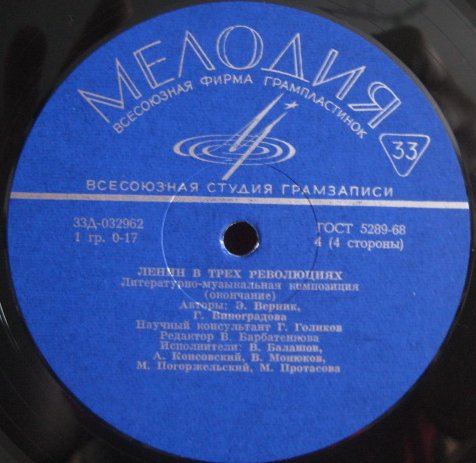 МЕЛОДИЯ
ВСЕСОЮЗНАЯ ФИРМА ГРАМПЛАСТИНОК
33
ВСЕСОЮЗНАЯ СТУДИЯ ГРАМЗАПИСИ
33Д-032962
1 гр. 0-17
ГОСТ 5289-68
4 (4 стороны)
ЛЕНИН В ТРЕХ РЕВОЛЮЦИЯХ
Литературно-музыкальная композиция
(окончание)
Авторы: Э. Верник,
Г. Виноградова
Научный консультант Г. Голиков
Редактор В. Барбатенкова
Исполнители: В. Балашов,
А. Консовский, В. Монюков,
М. Погоржельский, М. Протасова